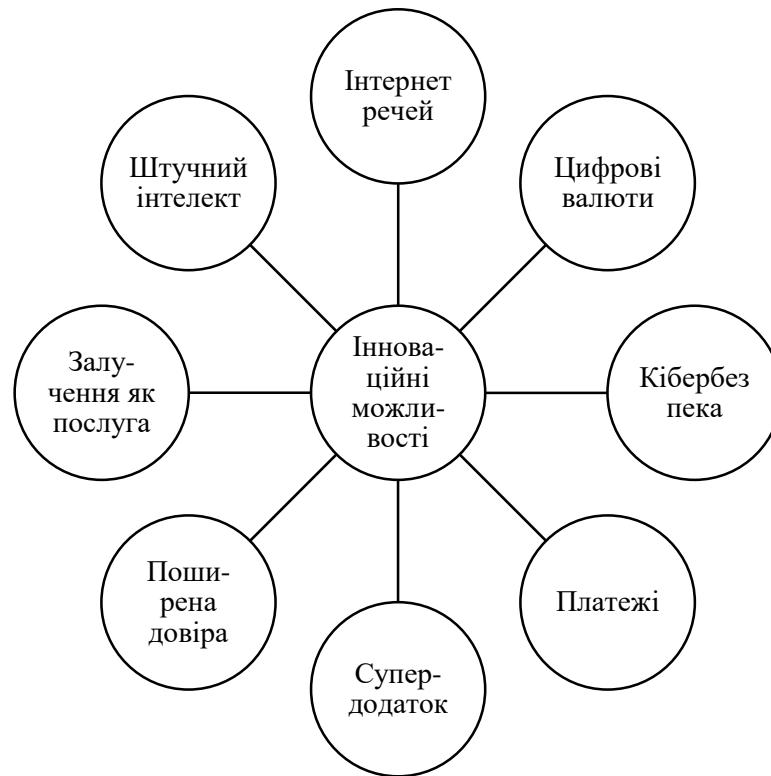 Інтернет
речей
Цифрові
валюти
Кібербез
пека
Платежі
Супер-
додаток
Поши-
рена
довіра
Залу-
чення як
послуга
Штучний
інтелект
Іннова-
ційні
можли-
вості